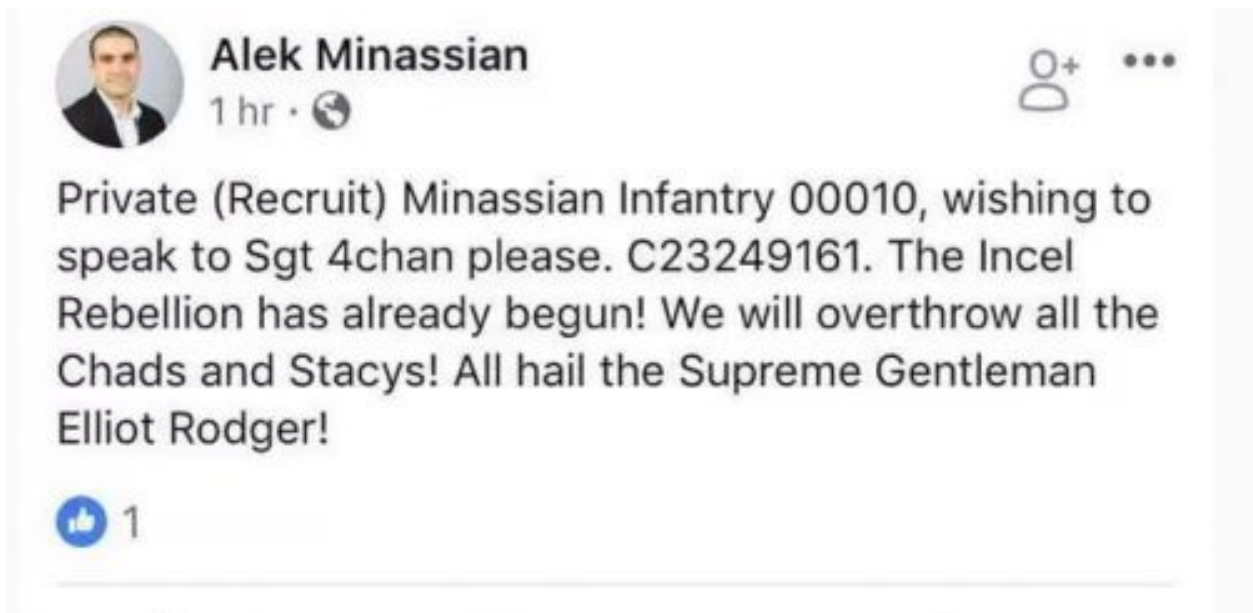 Alek Minassian
1 hr ·
Private (Recruit) Minassian Infantry 00010, wishing to
speak to Sgt 4chan please. C23249161. The Incel
Rebellion has already begun! We will overthrow all the
Chads and Stacys! All hail the Supreme Gentleman
Elliot Rodger!
1